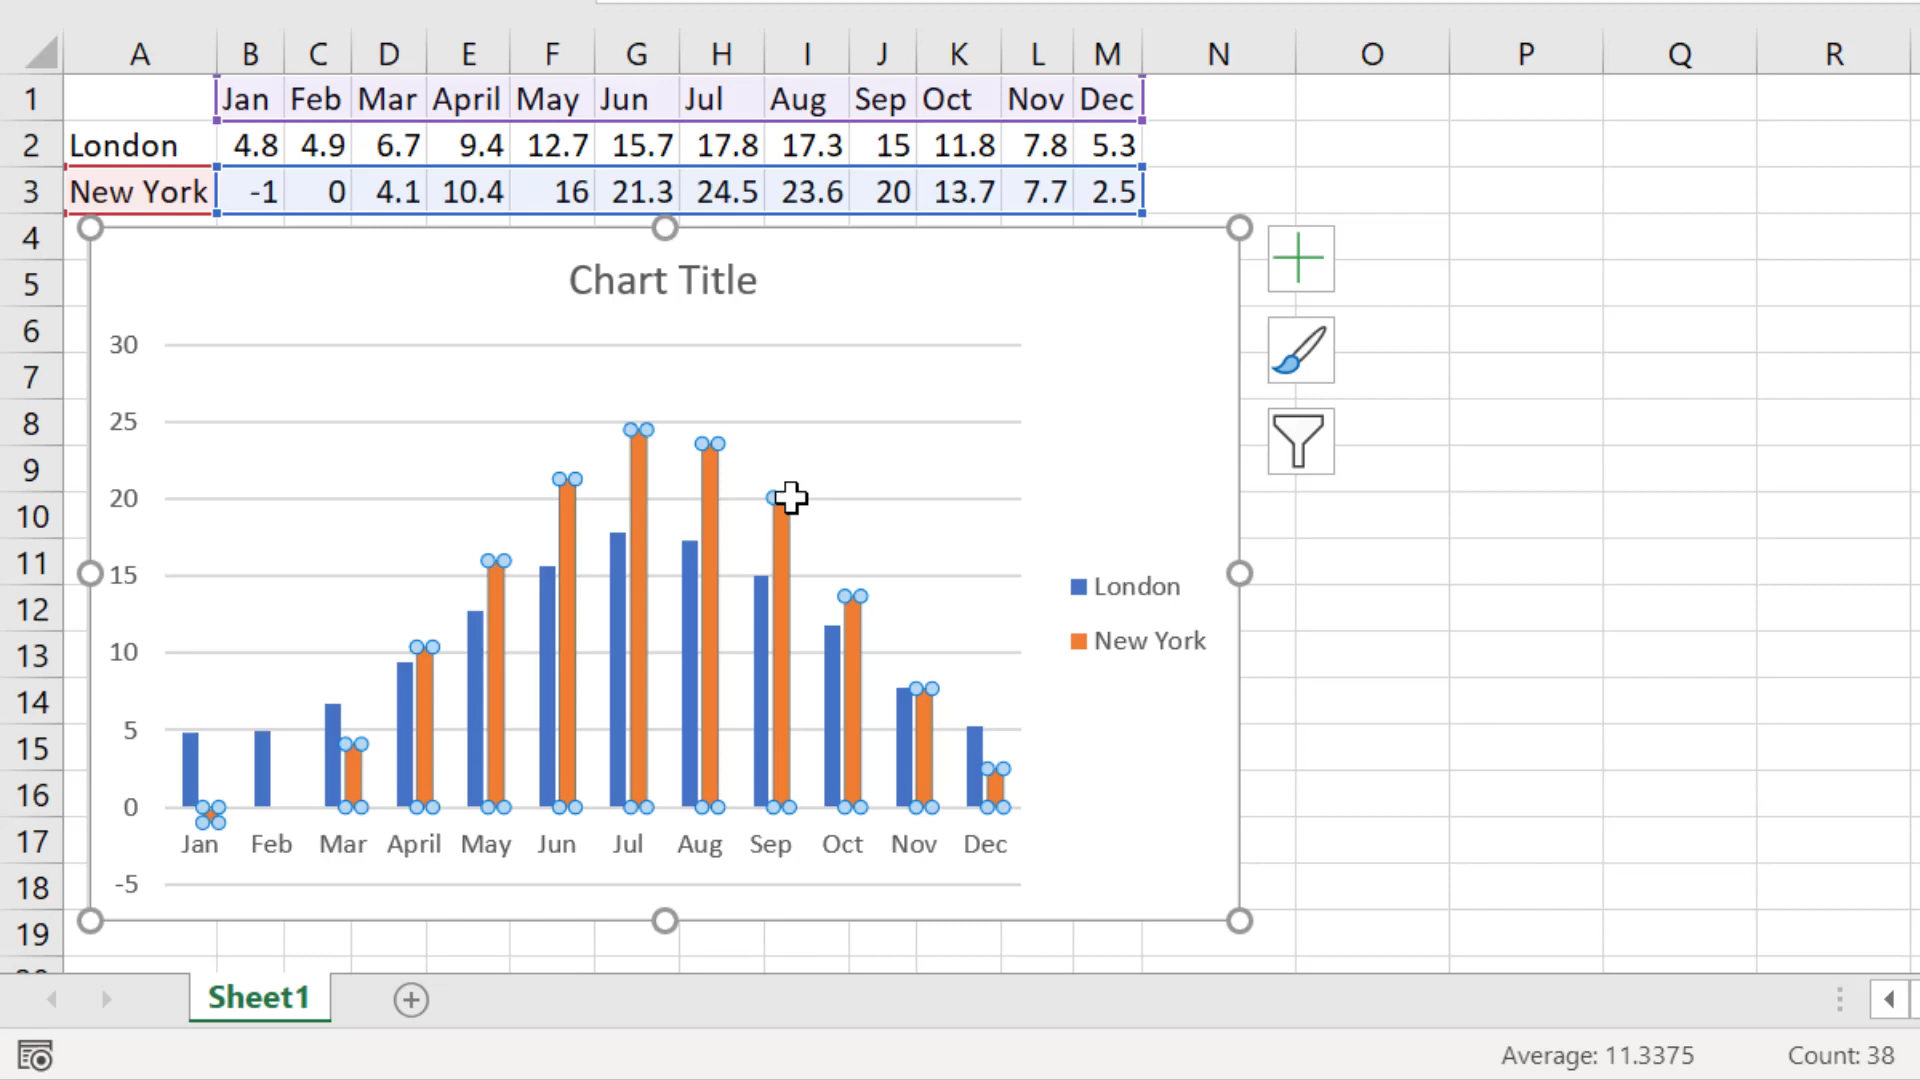 A B C D E F G H I J K L M N O P Q R
1 Jan Feb Mar April May Jun Jul Aug Sep Oct Nov Dec
2 London 4.8 4.9 6.7 9.4 12.7 15.7 17.8 17.3 15 11.8 7.8 5.3
3 New York -1 0 4.1 10.4 16 21.3 24.5 23.6 20 13.7 7.7 2.5
4
5
6
7
8
9
10
11
12
13
14
15
16
17
18
19
Chart Title
30
25
20
15
10
5
0
Jan Feb Mar April May Jun Jul Aug Sep Oct Nov Dec
-5
London
New York
Sheet1
Average: 11.3375 Count: 38